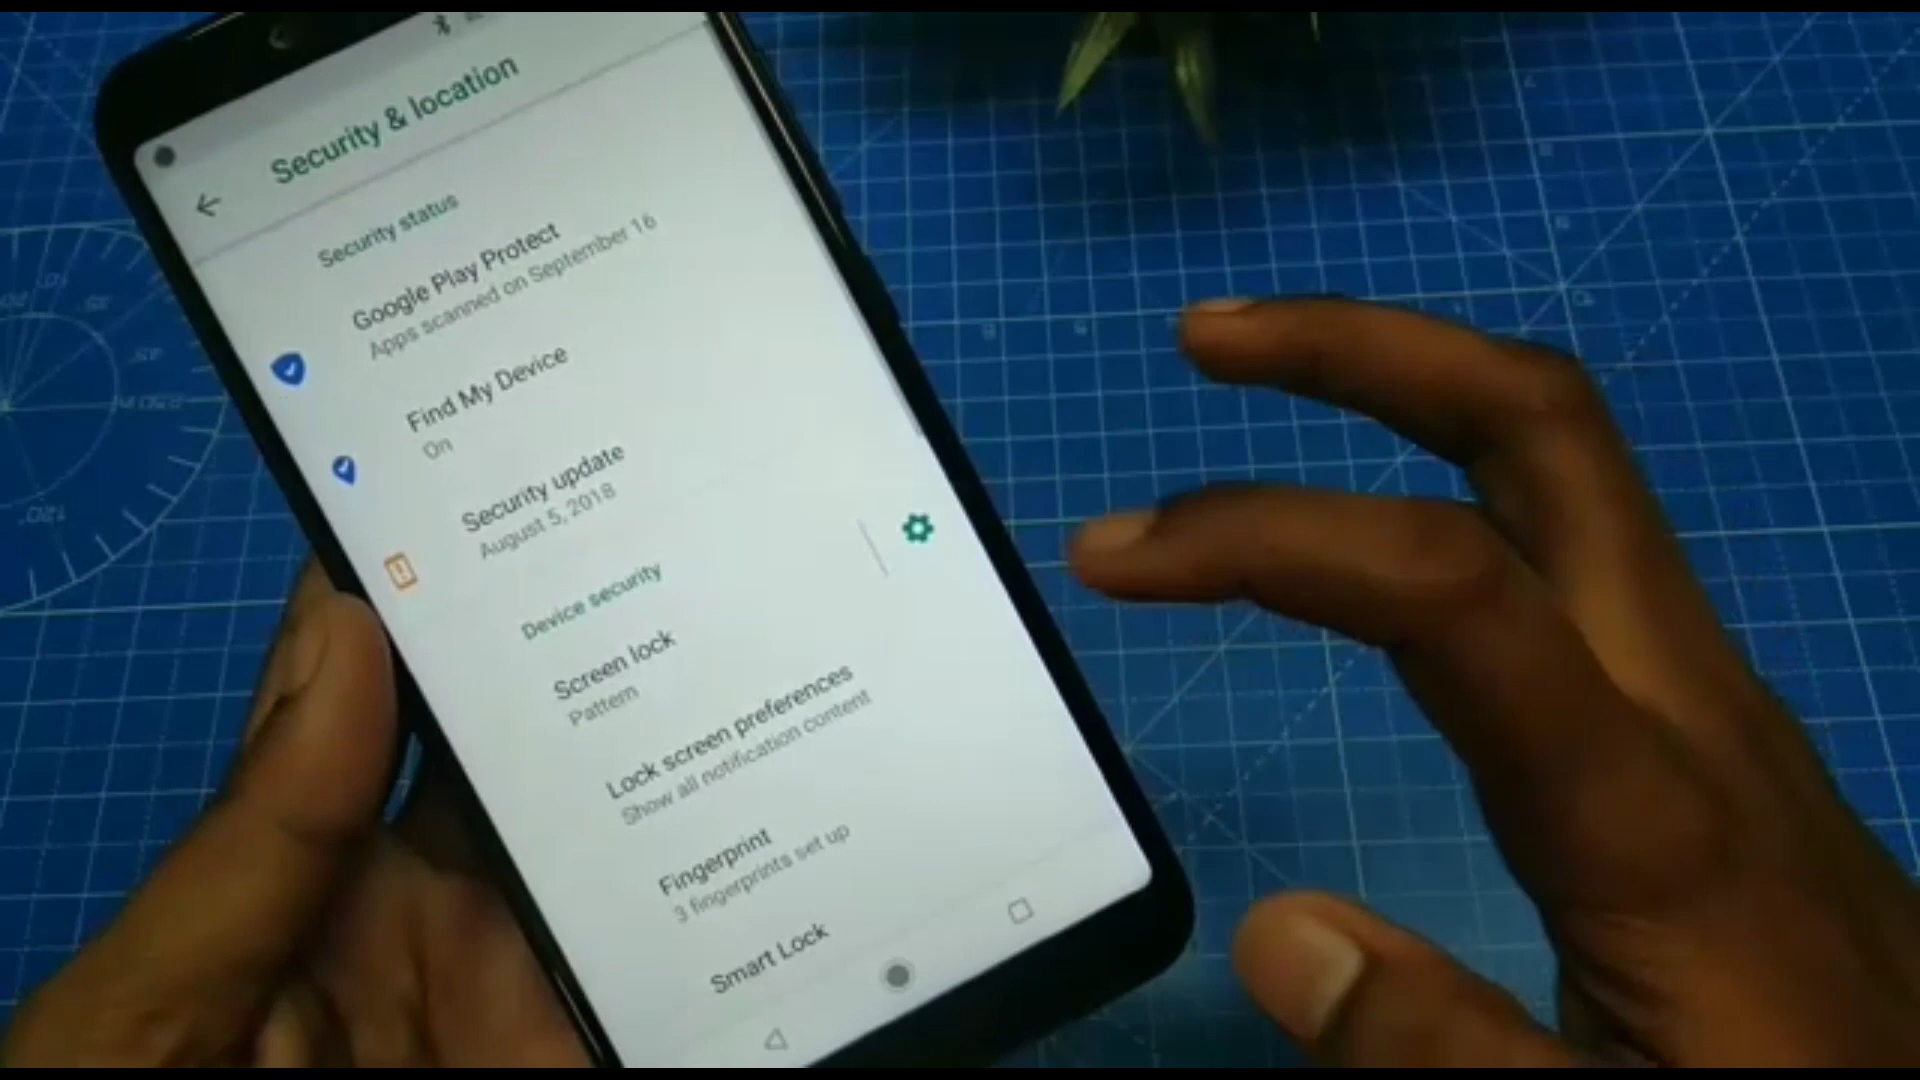 Security & location
Security status
Google Play Protect
Apps scanned on September 16
Find My Device
On
Security update
August 5, 2018
Device security
Screen lock
Pattern
Lock screen preferences
Show all notification content
Fingerprint
3 fingerprints set up
Smart Lock
120